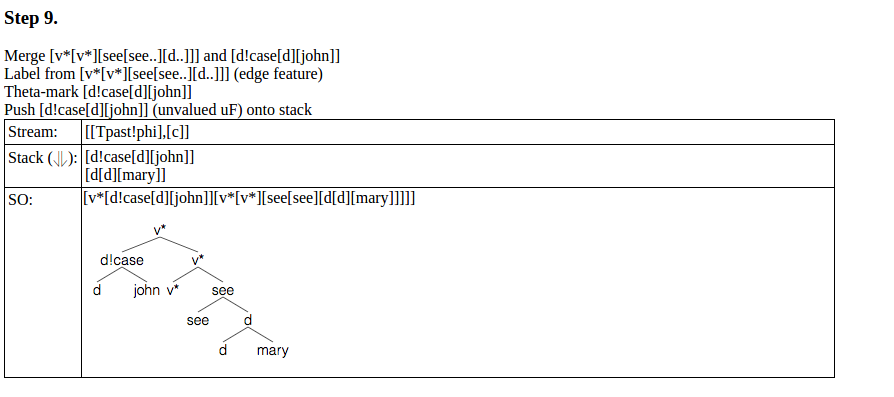 Step 9.
Merge [v*[v*][see[see..][d..]]] and [d!case[d][john]]
Label from [v*[v*][see[see..][d..]]] (edge feature)
Theta-mark [d!case[d][john]]
Push [d!case[d][john]] (unvalued uF) onto stack
Stream: [[Tpast!phi],[c]]
Stack (⥥): [d!case[d][john]]
[d[d][mary]]
SO: [v*[d!case[d][john]][v*[v*][see[see][d[d][mary]]]]]
v*
d!case v*
d john v* see
see d
d mary